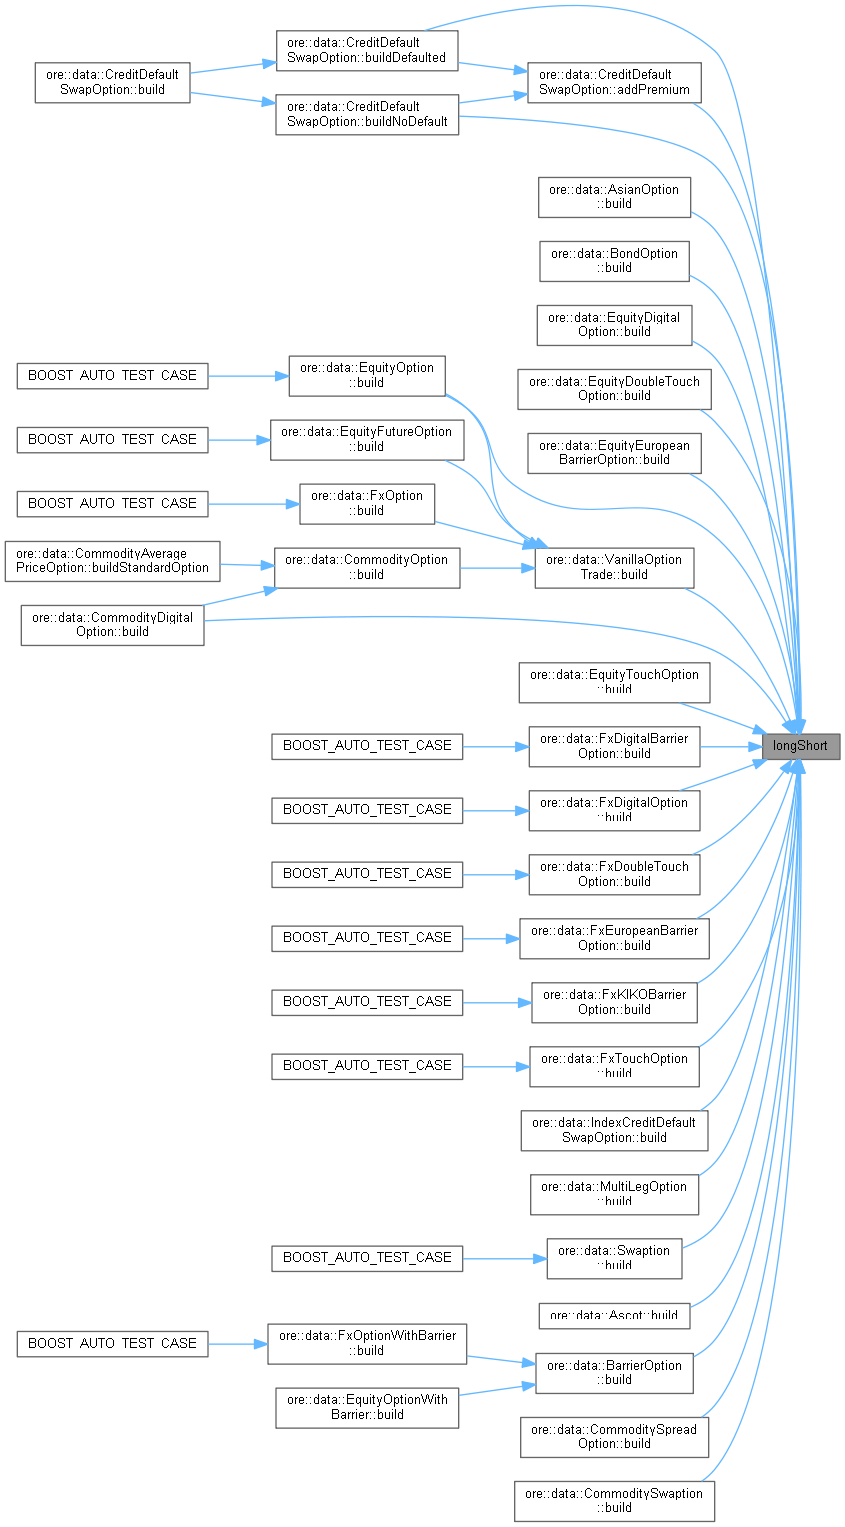 ore::data::CreditDefault
SwapOption::buildDefaulted
ore::data::CreditDefault
SwapOption::build
ore::data::CreditDefault
SwapOption::addPremium
ore::data::CreditDefault
SwapOption::buildNoDefault
ore::data::AsianOption
::build
ore::data::BondOption
::build
ore::data::EquityDigital
Option::build
ore::data::EquityOption
::build
BOOST_AUTO_TEST_CASE
ore::data::EquityDoubleTouch
Option::build
ore::data::EquityFutureOption
::build
BOOST_AUTO_TEST_CASE
ore::data::EquityEuropean
BarrierOption::build
ore::data::FxOption
::build
BOOST_AUTO_TEST_CASE
ore::data::CommodityAverage
PriceOption::buildStandardOption
ore::data::CommodityOption
::build
ore::data::VanillaOption
Trade::build
ore::data::CommodityDigital
Option::build
ore::data::EquityTouchOption
::build
longShort
BOOST_AUTO_TEST_CASE
ore::data::FxDigitalBarrier
Option::build
BOOST_AUTO_TEST_CASE
ore::data::FxDigitalOption
::build
BOOST_AUTO_TEST_CASE
ore::data::FxDoubleTouch
Option::build
BOOST_AUTO_TEST_CASE
ore::data::FxEuropeanBarrier
Option::build
BOOST_AUTO_TEST_CASE
ore::data::FxKIKOBarrier
Option::build
BOOST_AUTO_TEST_CASE
ore::data::FxTouchOption
::build
ore::data::IndexCreditDefault
SwapOption::build
ore::data::MultiLegOption
::build
BOOST_AUTO_TEST_CASE
ore::data::Swaption
::build
ore::data::Ascot::build
BOOST_AUTO_TEST_CASE
ore::data::FxOptionWithBarrier
::build
ore::data::BarrierOption
::build
ore::data::EquityOptionWith
Barrier::build
ore::data::CommoditySpread
Option::build
ore::data::CommoditySwaption
::build